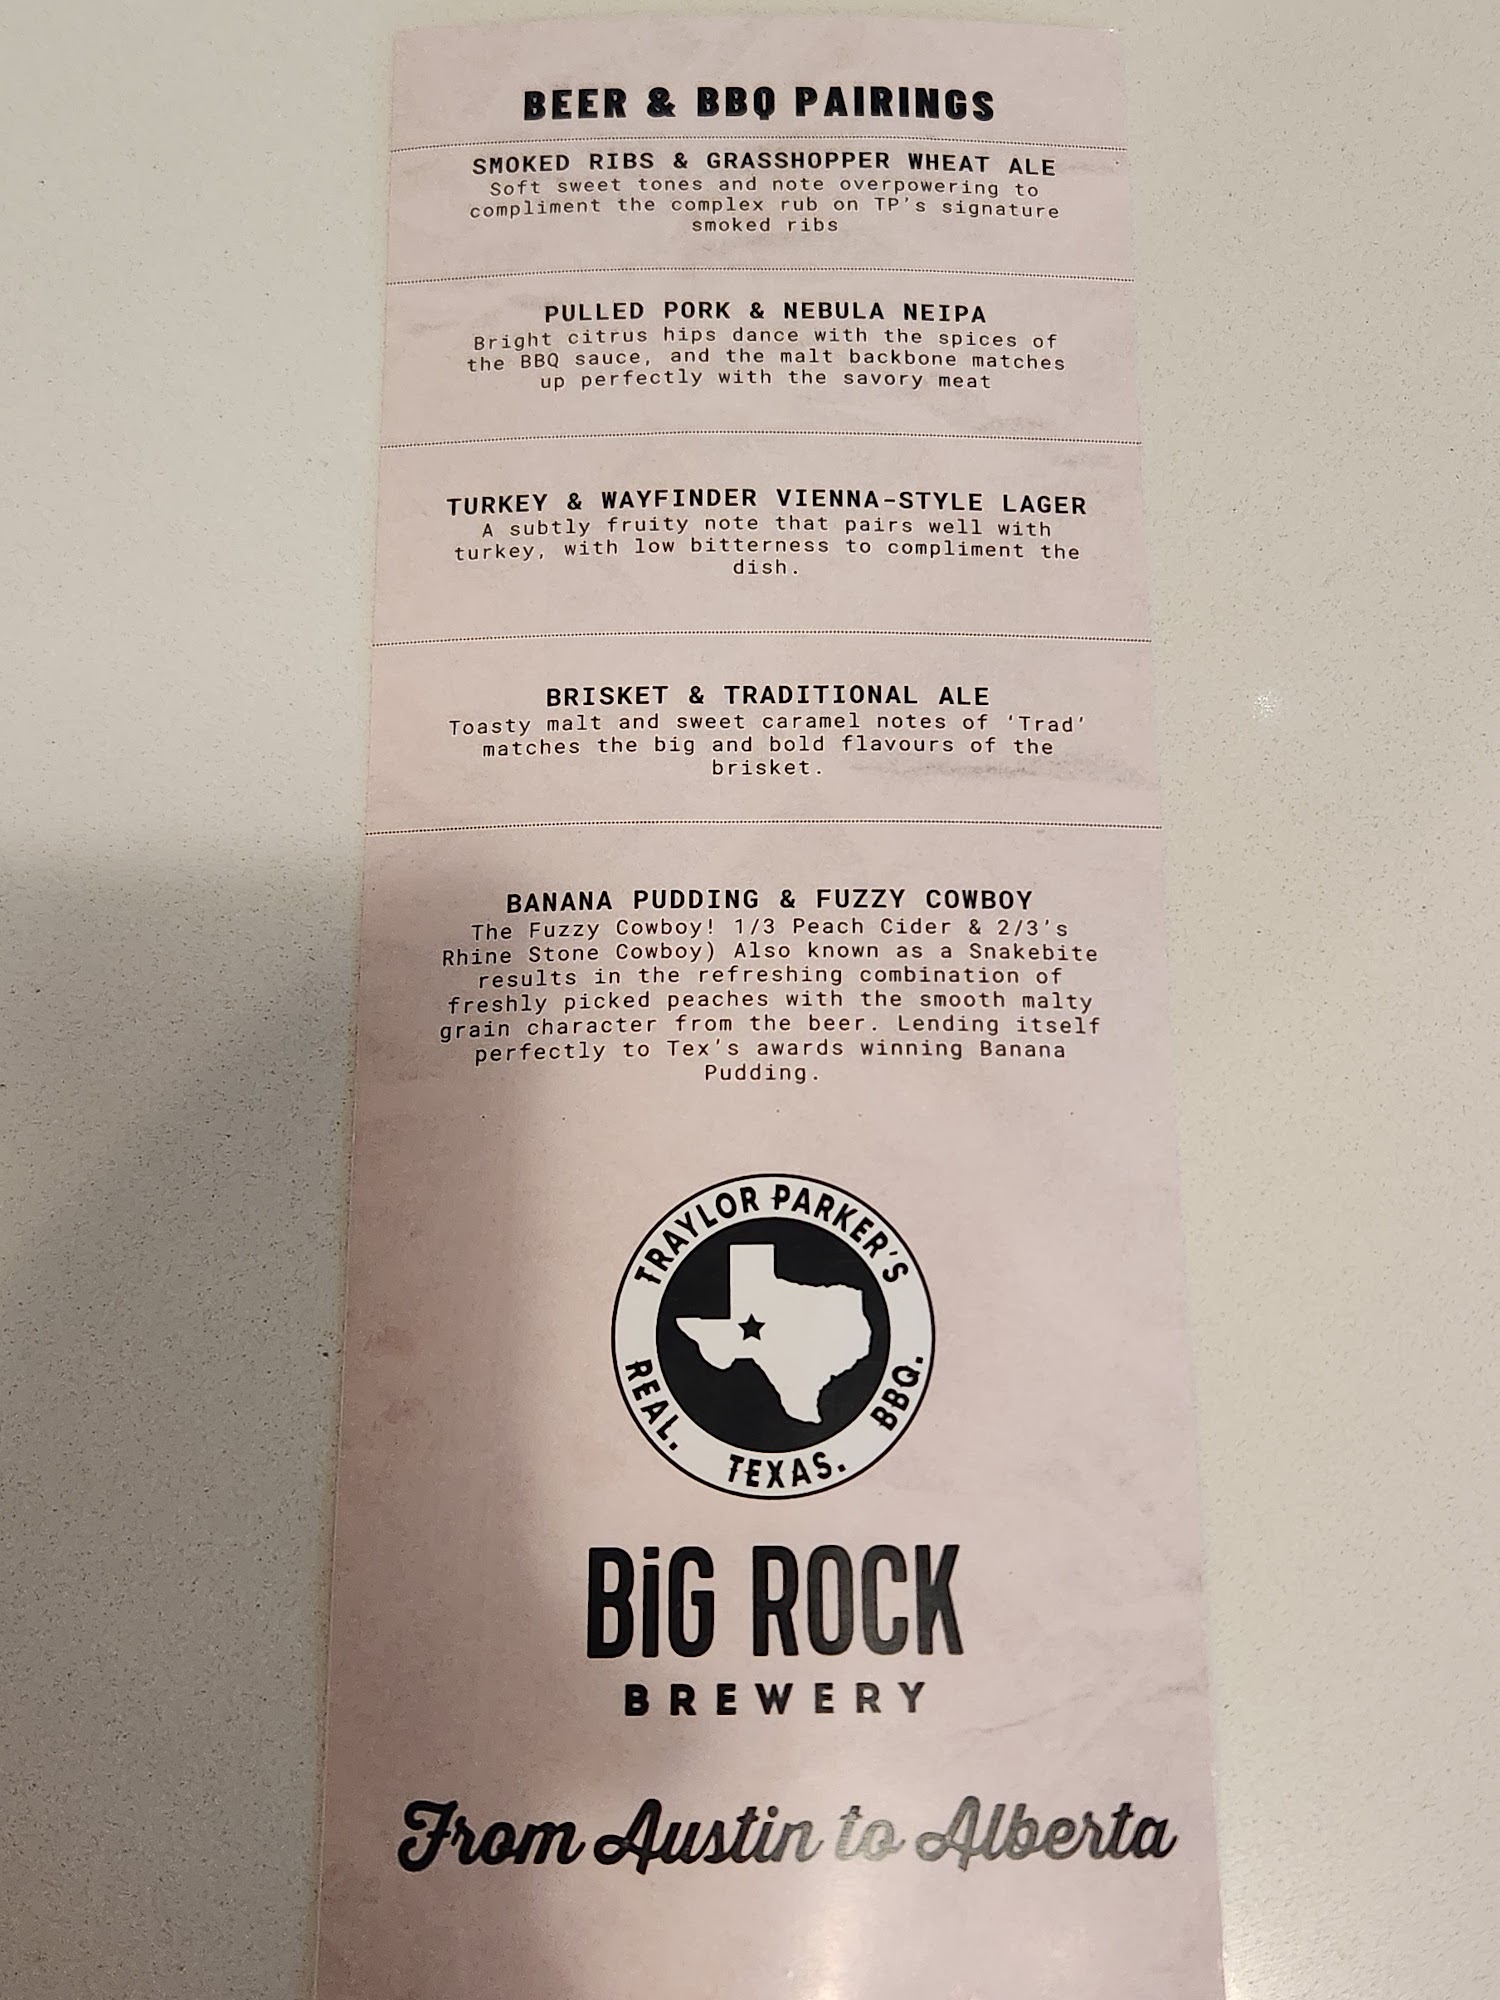 BEER & BBQ PAIRINGS
SMOKED RIBS & GRASSHOPPER WHEAT ALE
Soft sweet tones and note overpowering to
compliment the complex rub on TP's signature
smoked ribs
PULLED PORK & NEBULA NEIPA
Bright citrus hips dance with the spices of
the BBQ sauce, and the malt backbone matches
up perfectly with the savory meat
TURKEY & WAYFINDER VIENNA-STYLE LAGER
A subtly fruity note that pairs well with
turkey, with low bitterness to compliment the
dish.
BRISKET & TRADITIONAL ALE
Toasty malt and sweet caramel notes of 'Trad'
matches the big and bold flavours of the
brisket.
BANANA PUDDING & FUZZY COWBOY
The Fuzzy Cowboy! 1/3 Peach Cider & 2/3's
Rhine Stone Cowboy) Also known as a Snakebite
results in the refreshing combination of
freshly picked peaches with the smooth malty
grain character from the beer. Lending itself
perfectly to Tex's awards winning Banana
Pudding.
TRAYLOR PARKER'S
REAL. TEXAS. BBQ.
BiG ROCK
BREWERY
From Austin to Alberta